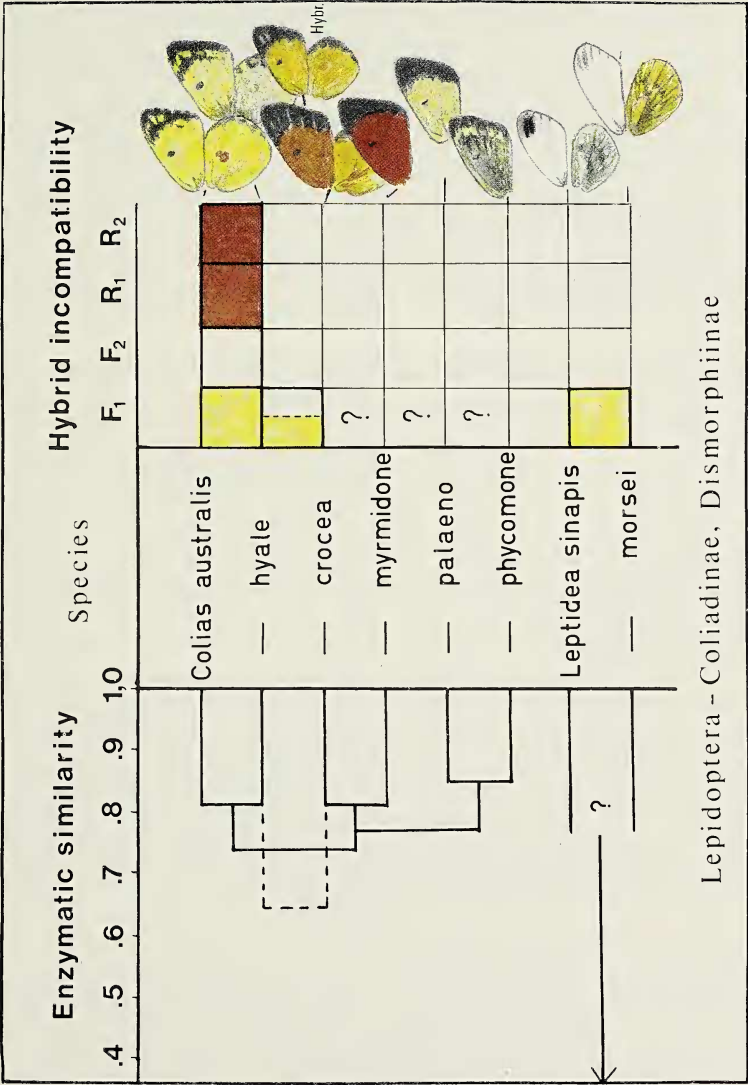 Enzymatic similarity
Species
Hybrid incompatibility
.4 .5 .6 .7 .8 .9 1,0
F1 F2 R1 R2
Colias australis
— hyale
— crocea
— myrmidone
— palaeno
— phycomone
Leptidea sinapis
— morsei
?
?
?
?
Hybr.
Lepidoptera - Coliadinae, Dismorphiinae